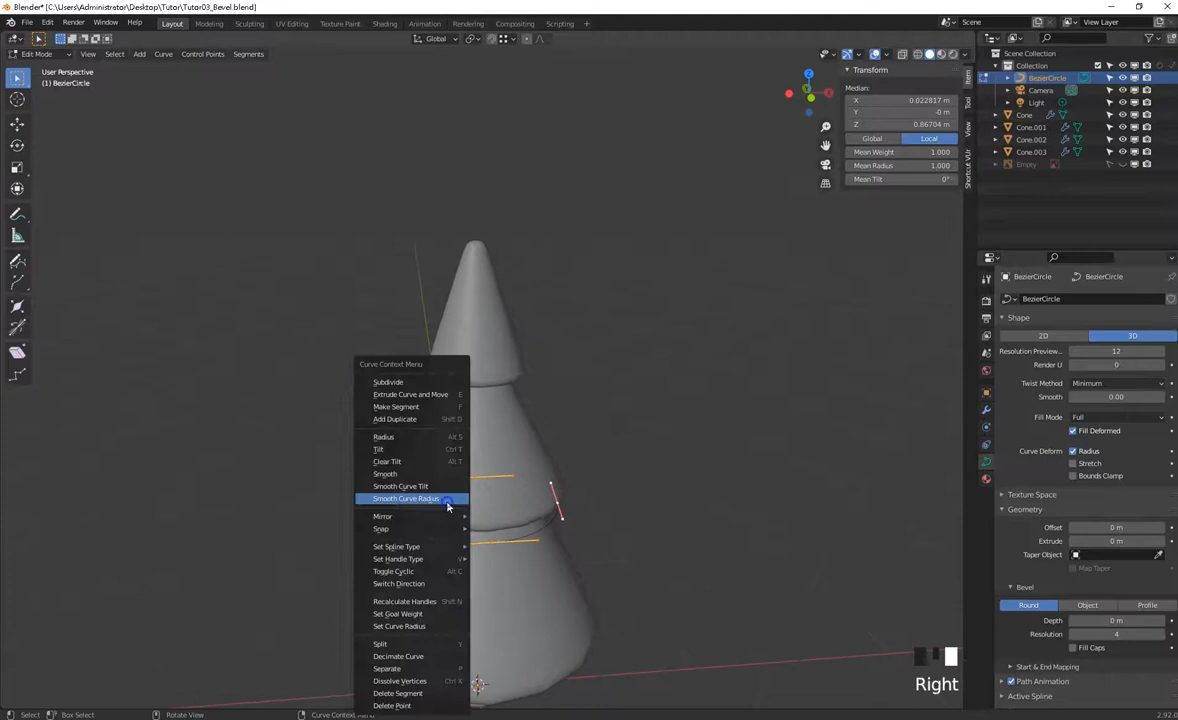 Blender* [C:\Users\Administrator\Desktop\Tutor\Tutor03_Bevel.blend]
File Edit Render Window Help Layout Modeling Sculpting UV Editing Texture Paint Shading Animation Rendering Compositing Scripting + Scene View Layer
Global
Edit Mode View Select Add Curve Control Points Segments
User Perspective
(1) BezierCircle
Transform
Median:
X 0.022817 m
Y -0 m
Z 0.86704 m
Global Local
Mean Weight 1.000
Mean Radius 1.000
Mean Tilt 0°
Item
Tool
View
Shortcut VUr
Scene Collection
Collection
BezierCircle
Camera
Light
Cone
Cone.001
Cone.002
Cone.003
Empty
Curve Context Menu
Subdivide
Extrude Curve and Move E
Make Segment F
Add Duplicate Shift D
Radius Alt S
Tilt Ctrl T
Clear Tilt Alt T
Smooth
Smooth Curve Tilt
Smooth Curve Radius
Mirror
Snap
Set Spline Type
Set Handle Type V
Toggle Cyclic Alt C
Switch Direction
Recalculate Handles Shift N
Set Goal Weight
Set Curve Radius
Split Y
Decimate Curve
Separate P
Dissolve Vertices Ctrl X
Delete Segment
Delete Point
BezierCircle BezierCircle
BezierCircle
Shape
2D 3D
Resolution Preview... 12
Render U 0
Twist Method Minimum
Smooth 0.00
Fill Mode Full
Fill Deformed
Curve Deform Radius
Stretch
Bounds Clamp
Texture Space
Geometry
Offset 0 m
Extrude 0 m
Taper Object
Map Taper
Bevel
Round Object Profile
Depth 0 m
Resolution 4
Fill Caps
Start & End Mapping
Path Animation
Active Spline
Right
Select Box Select Rotate View Curve Context Menu 2.92.0